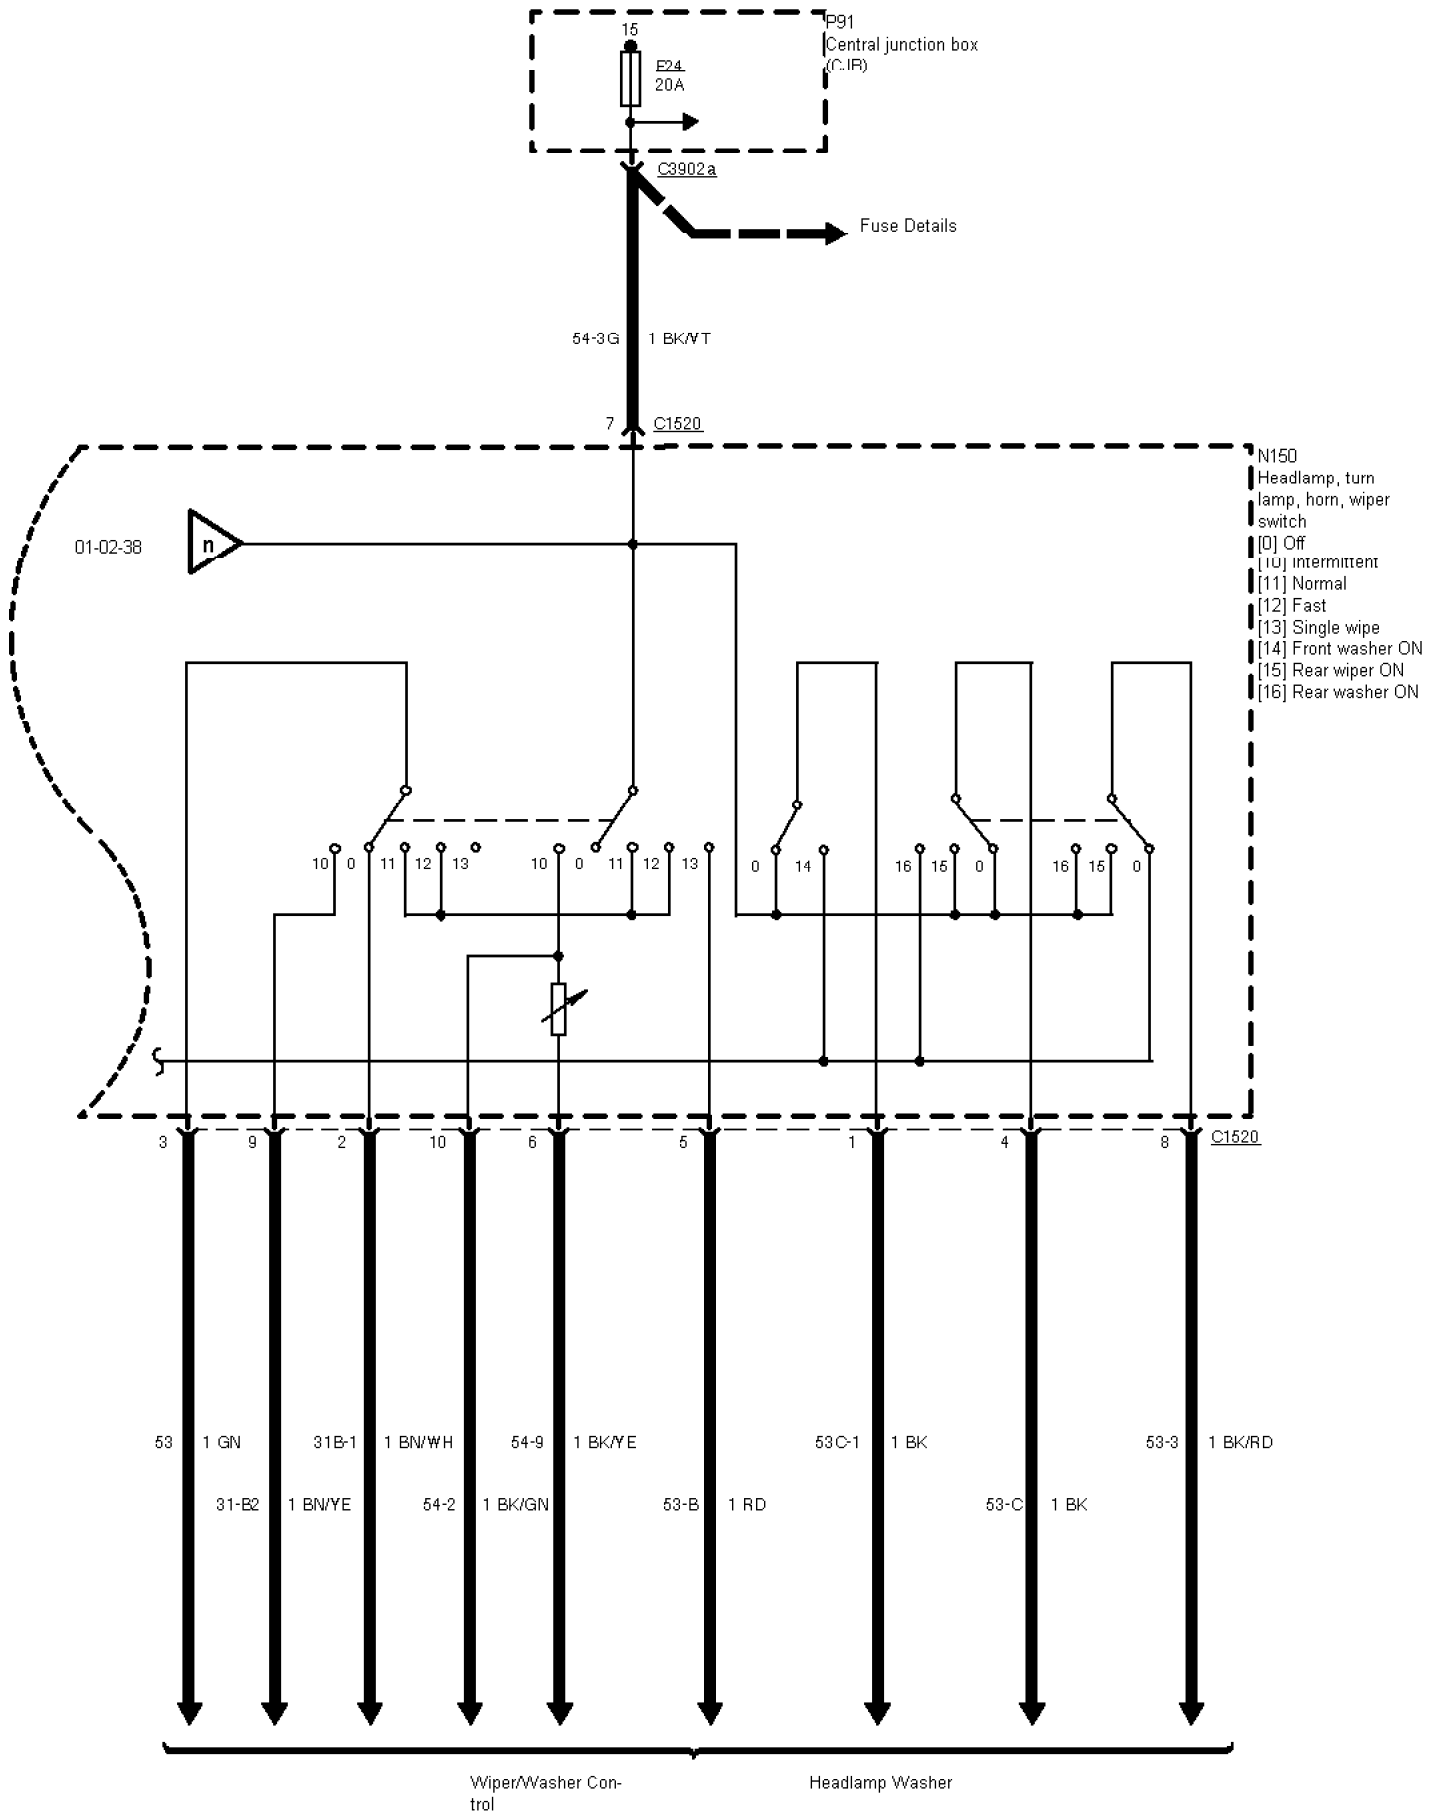 15
P91
Central junction box
(CJB)
F24
20A
C3902a
Fuse Details
54-3G
1 BK/VT
7
C1520
N150
Headlamp, turn
lamp, horn, wiper
switch
[0] Off
[10] Intermittent
[11] Normal
[12] Fast
[13] Single wipe
[14] Front washer ON
[15] Rear wiper ON
[16] Rear washer ON
01-02-38
n
10 0 11 12 13 10 0 11 12 13 0 14 16 15 0 16 15 0
3 9 2 10 6 5 1 4 8 C1520
53 1 GN 31B-1 1 BN/WH 54-9 1 BK/YE 53C-1 1 BK 53-3 1 BK/RD
31-B2 1 BN/YE 54-2 1 BK/GN 53-B 1 RD 53-C 1 BK
Wiper/Washer Con-
trol
Headlamp Washer